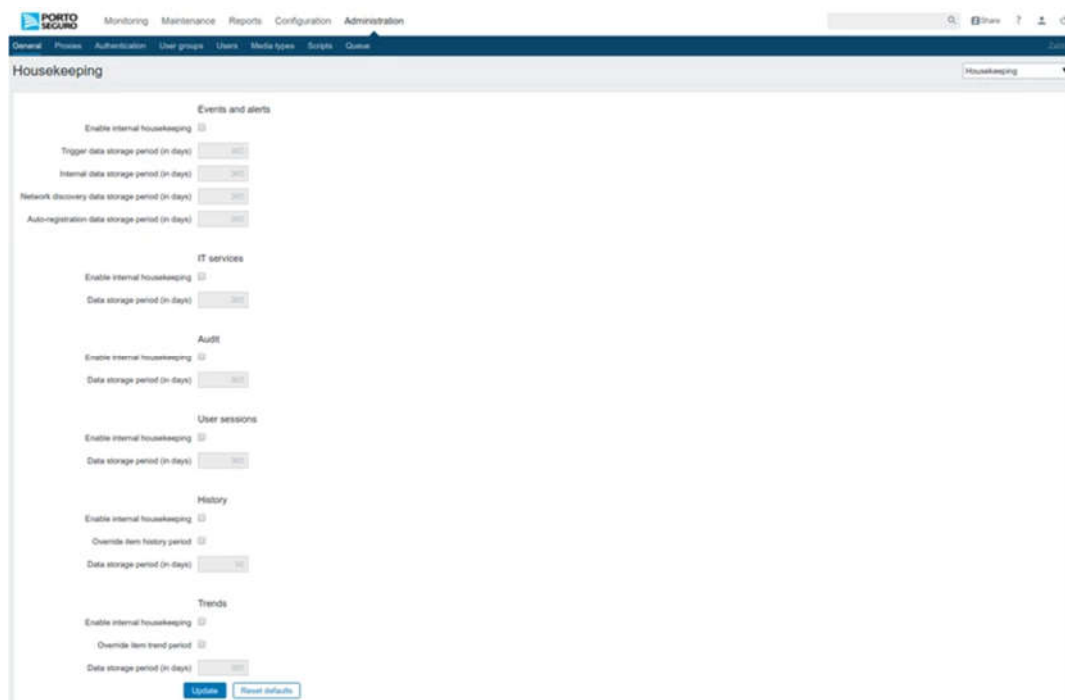 PORTO
SEGURO
Monitoring Maintenance Reports Configuration Administration
Share ?
General Proxies Authentication User groups Users Media types Scripts Queue
Housekeeping
Housekeeping
Events and alerts
Enable internal housekeeping
Trigger data storage period (in days)
Internal data storage period (in days)
Network discovery data storage period (in days)
Auto-registration data storage period (in days)
IT services
Enable internal housekeeping
Data storage period (in days)
Audit
Enable internal housekeeping
Data storage period (in days)
User sessions
Enable internal housekeeping
Data storage period (in days)
History
Enable internal housekeeping
Override item history period
Data storage period (in days)
Trends
Enable internal housekeeping
Override item trend period
Data storage period (in days)
Update Reset defaults